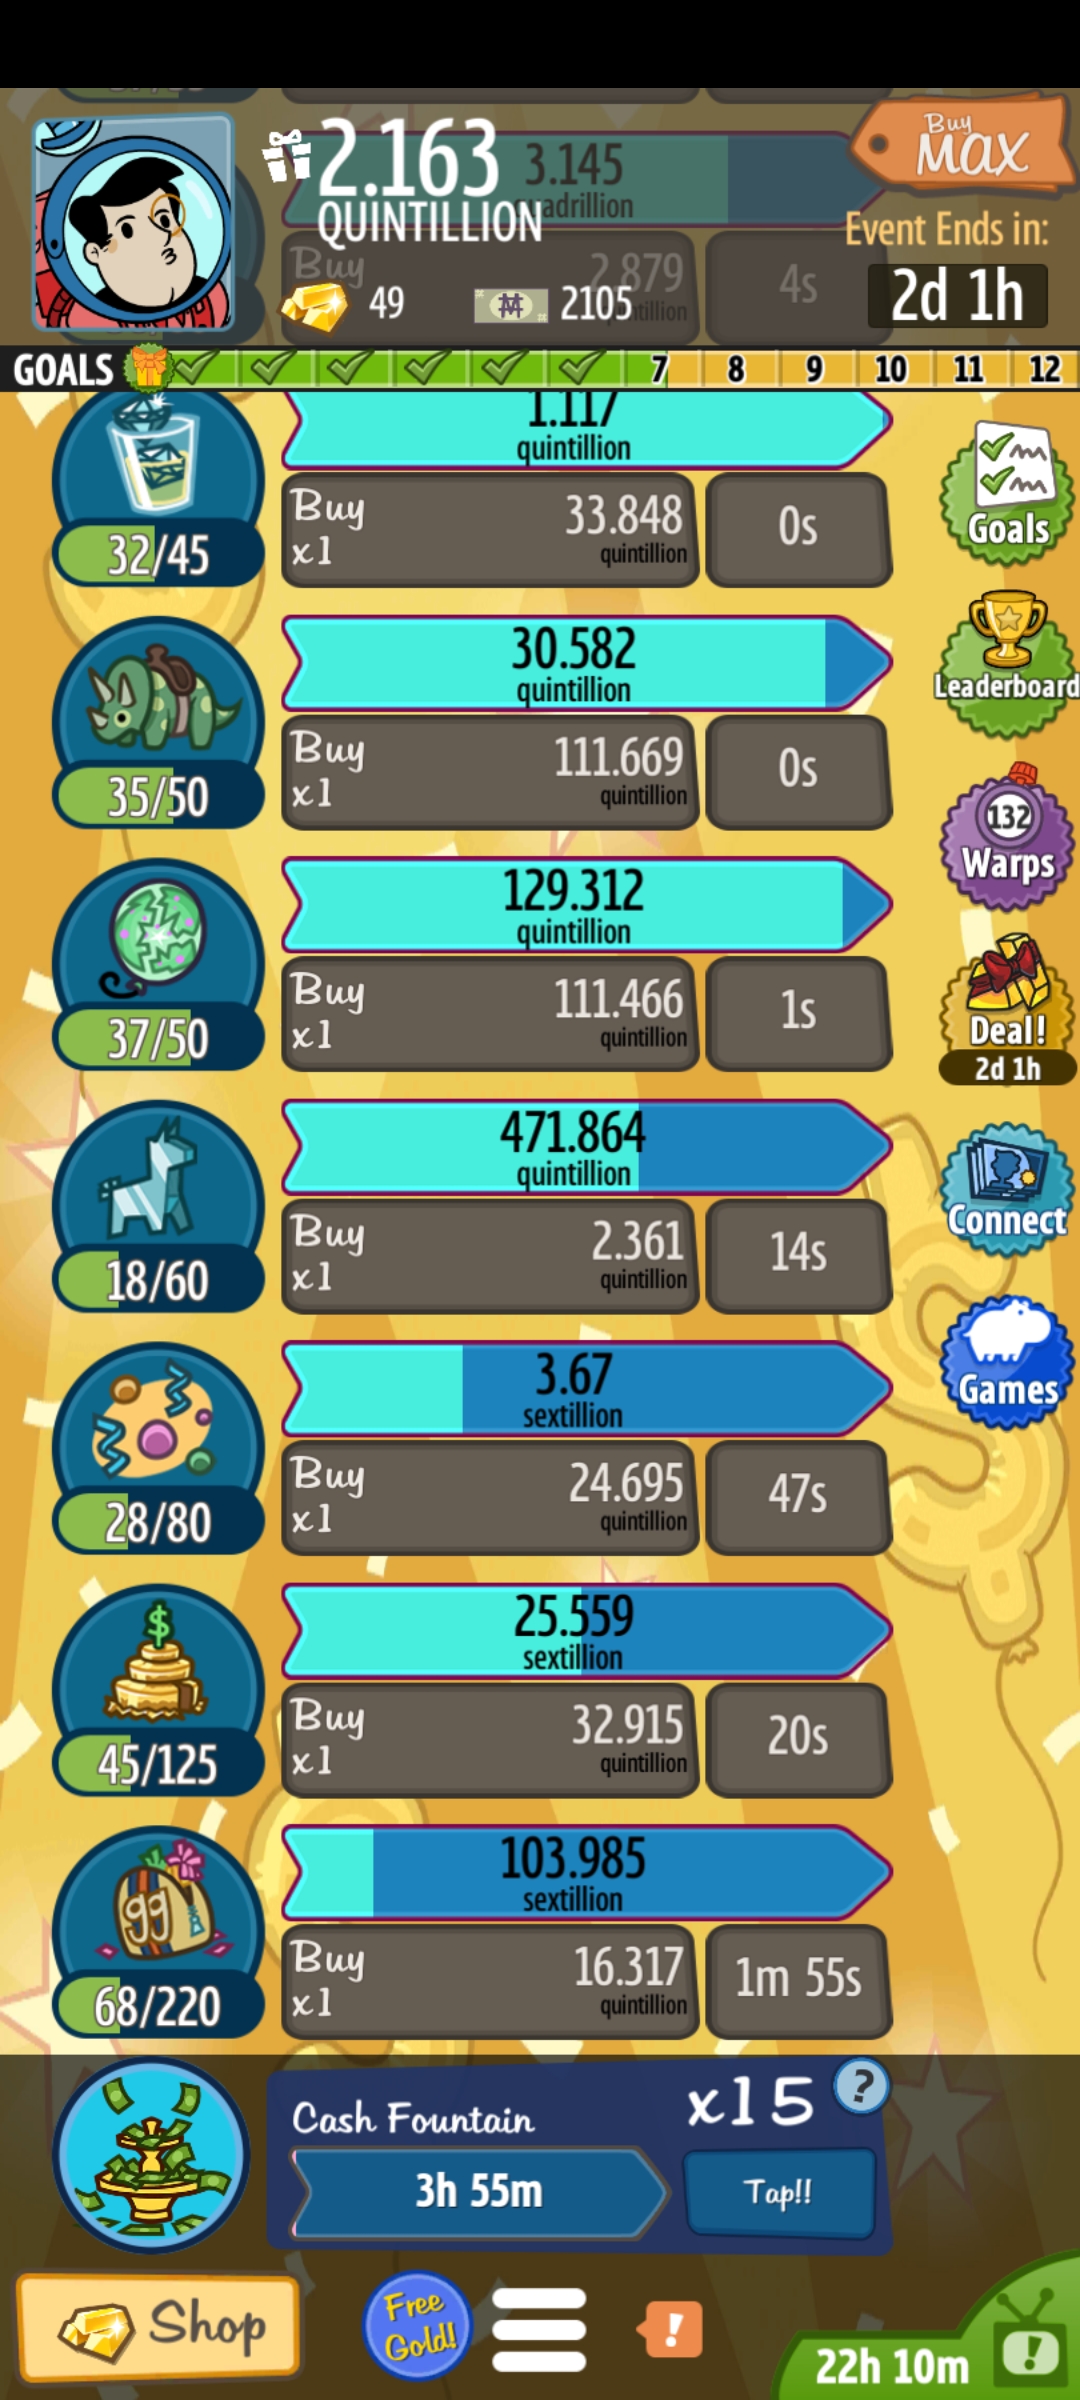 2.163
QUINTILLION
3.145
quadrillion
Buy
MAX
Event Ends in:
2d 1h
Buy
2.879
4s
49
2105
GOALS 7 8 9 10 11 12
1.117
quintillion
Buy
x1
33.848
quintillion
0s
32/45
Goals
30.582
quintillion
Buy
x1
111.669
quintillion
0s
35/50
Leaderboard
132
Warps
129.312
quintillion
Buy
x1
111.466
quintillion
1s
37/50
Deal!
2d 1h
471.864
quintillion
Buy
x1
2.361
quintillion
14s
18/60
Connect
3.67
sextillion
Buy
x1
24.695
quintillion
47s
28/80
Games
$
25.559
sextillion
Buy
x1
32.915
quintillion
20s
45/125
gg
103.985
sextillion
Buy
x1
16.317
quintillion
1m 55s
68/220
Cash Fountain
x15
?
3h 55m
Tap!!
Shop
Free
Gold!
!
22h 10m
!